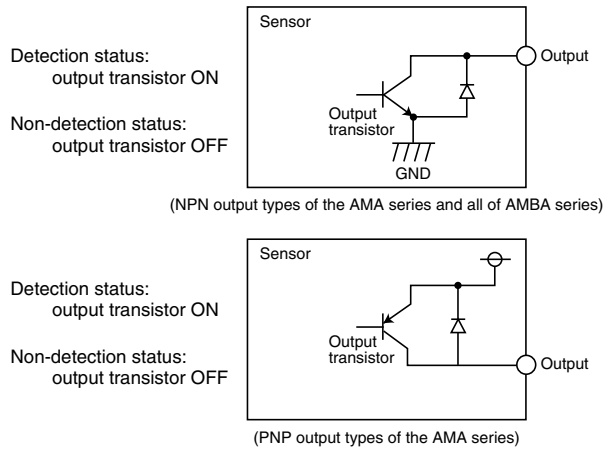 Sensor
Detection status:
output transistor ON
Non-detection status:
output transistor OFF
Output
Output
transistor
GND
(NPN output types of the AMA series and all of AMBA series)
Sensor
Detection status:
output transistor ON
Non-detection status:
output transistor OFF
Output
transistor
Output
(PNP output types of the AMA series)